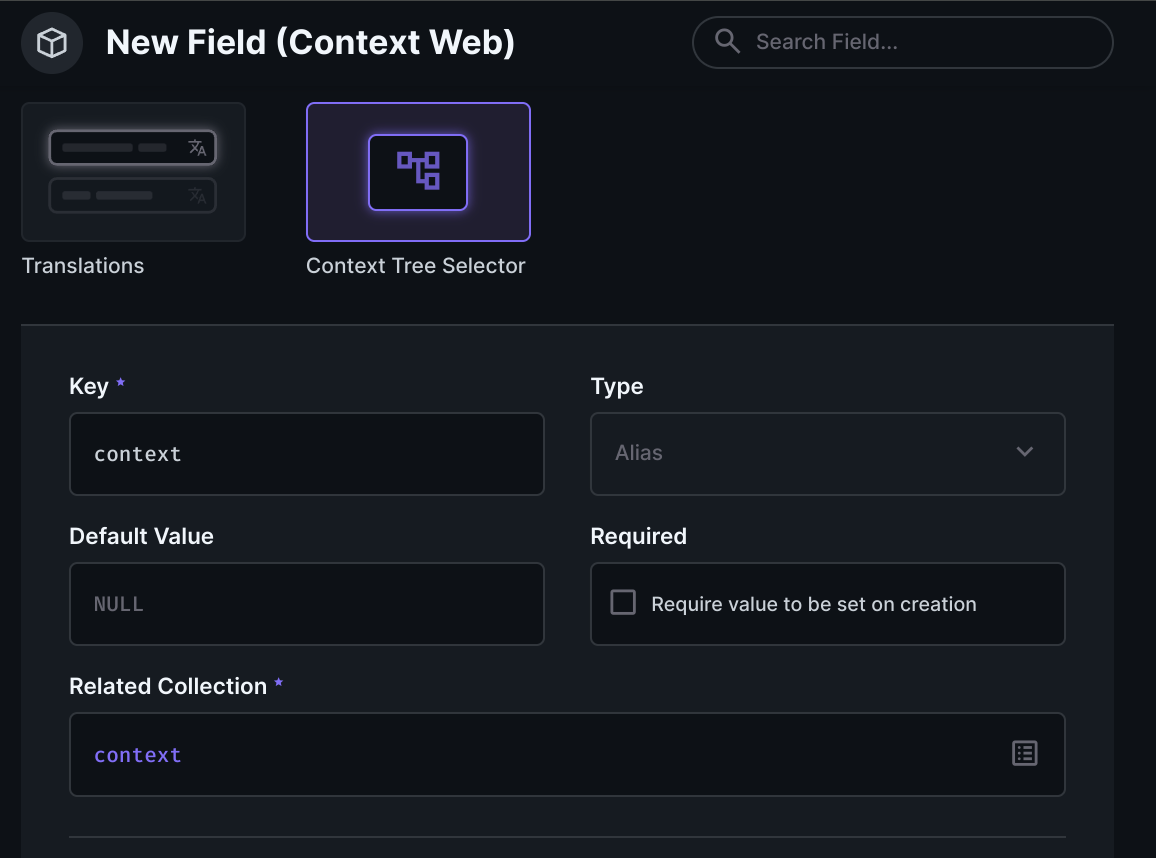 New Field (Context Web)
Search Field...
Translations
Context Tree Selector
Key *
Type
context
Alias
Default Value
Required
NULL
Require value to be set on creation
Related Collection *
context